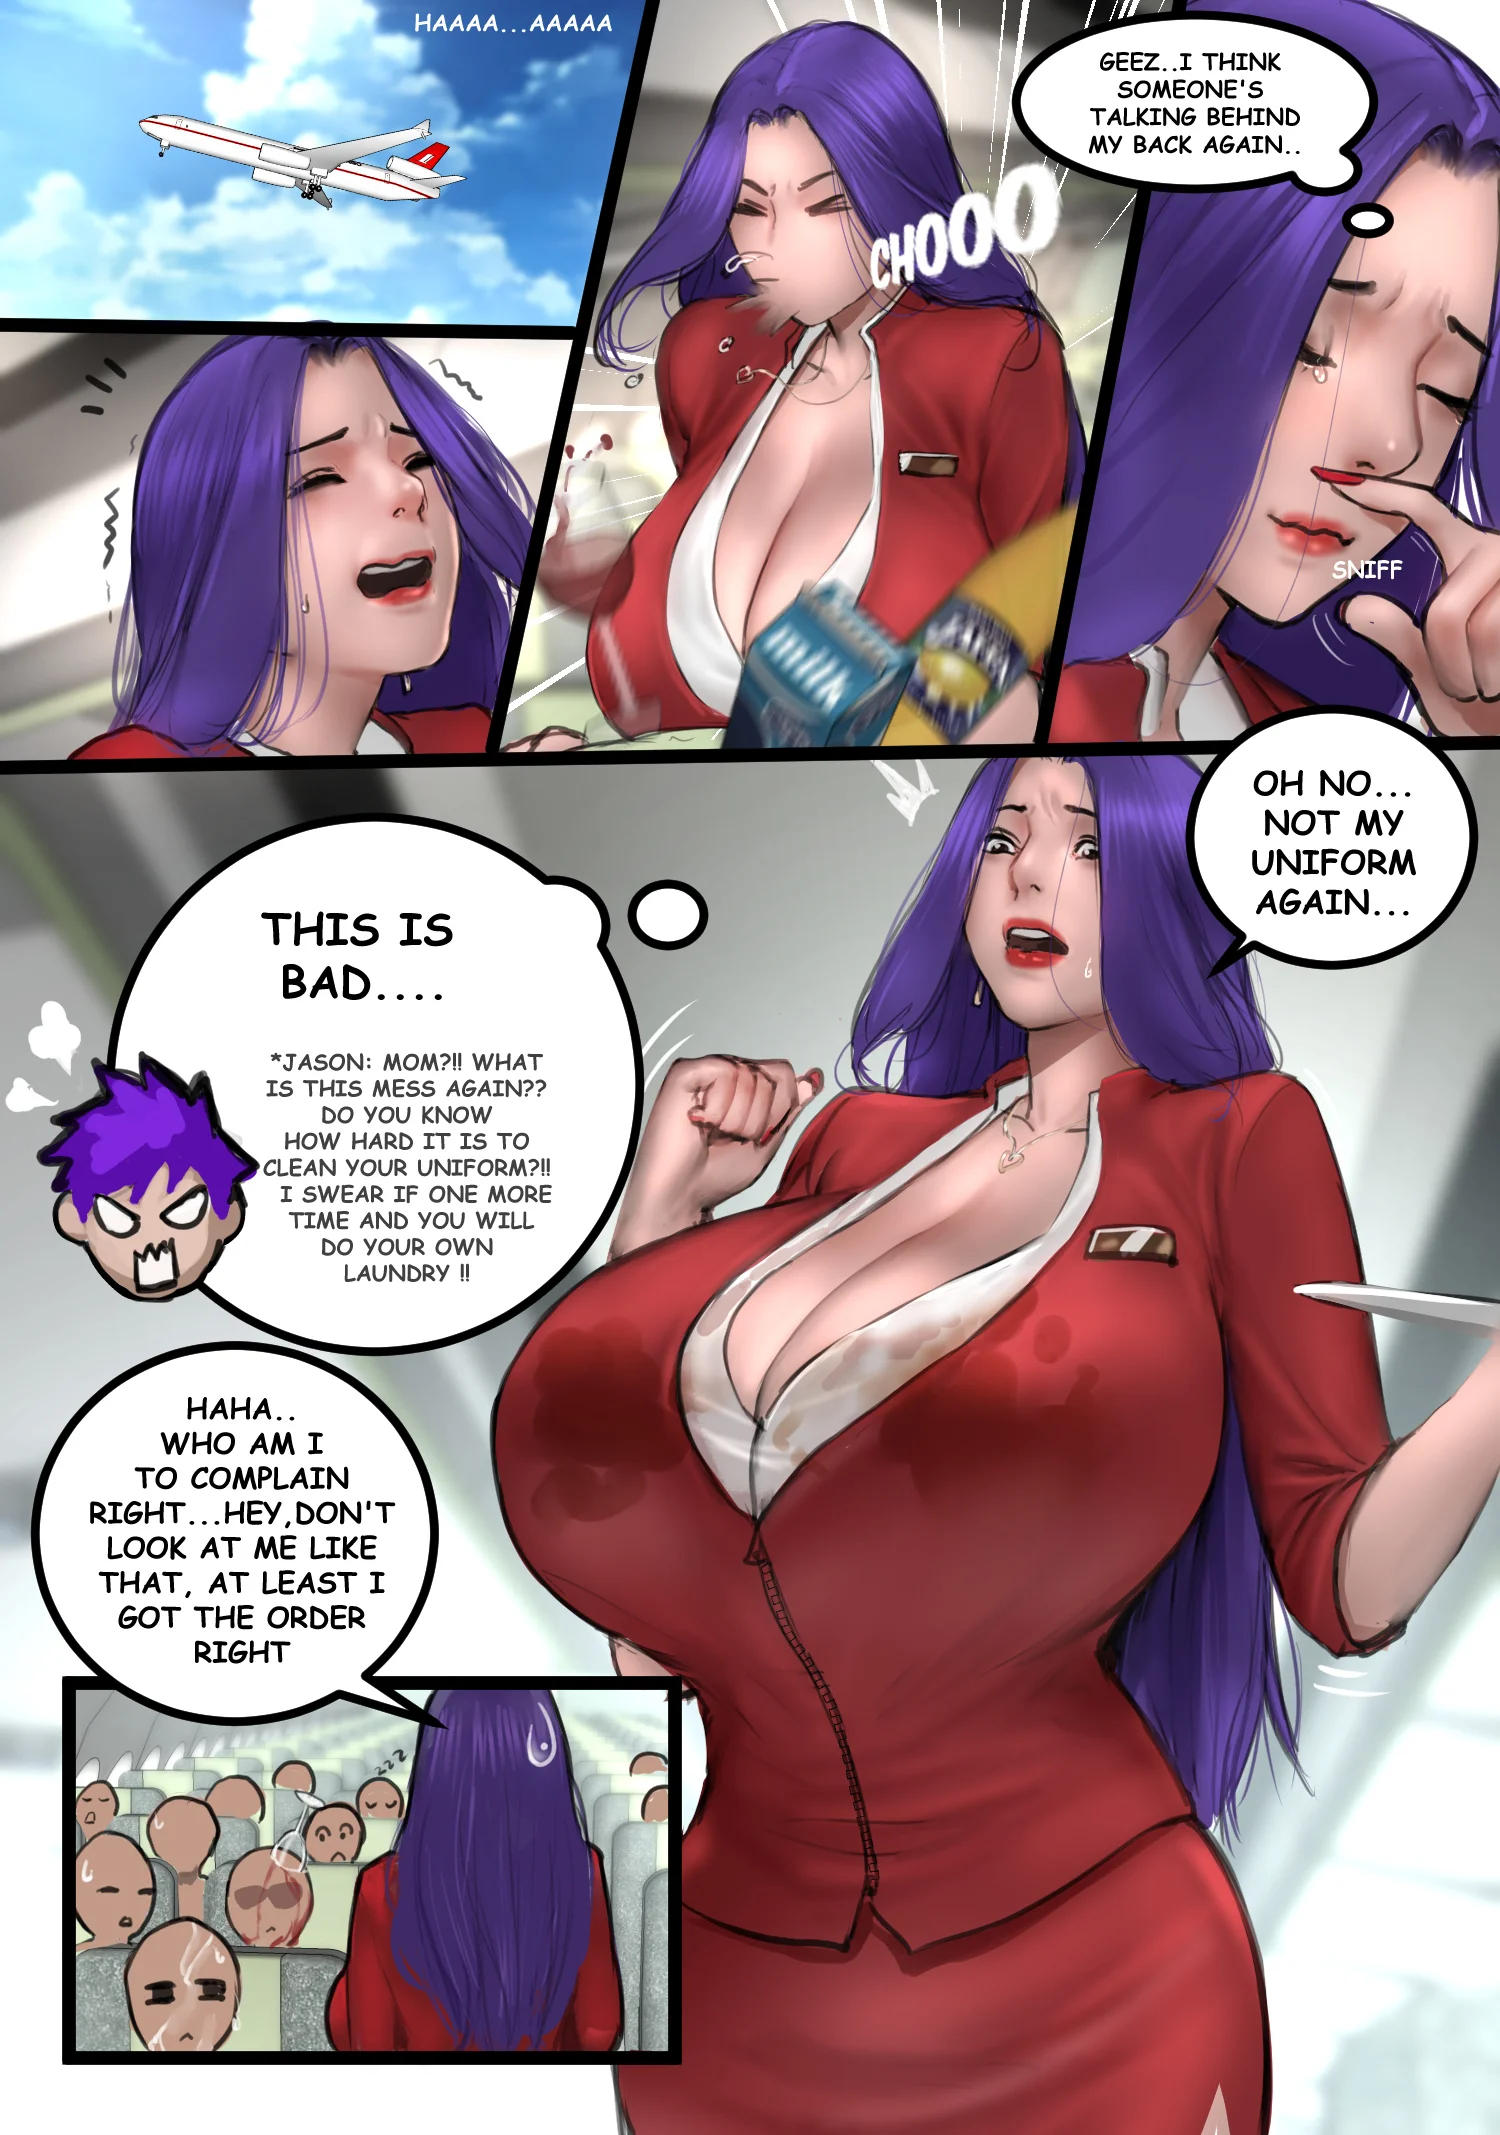 HAAAA...AAAAA
CHOOOO
milk
GEEZ..I THINK
SOMEONE'S
TALKING BEHIND
MY BACK AGAIN..
SNIFF
OH NO...
NOT MY
UNIFORM
AGAIN...
THIS IS
BAD....
*JASON: MOM?!! WHAT
IS THIS MESS AGAIN??
DO YOU KNOW
HOW HARD IT IS TO
CLEAN YOUR UNIFORM?!!
I SWEAR IF ONE MORE
TIME AND YOU WILL
DO YOUR OWN
LAUNDRY !!
HAHA..
WHO AM I
TO COMPLAIN
RIGHT...HEY,DON'T
LOOK AT ME LIKE
THAT, AT LEAST I
GOT THE ORDER
RIGHT
zzz